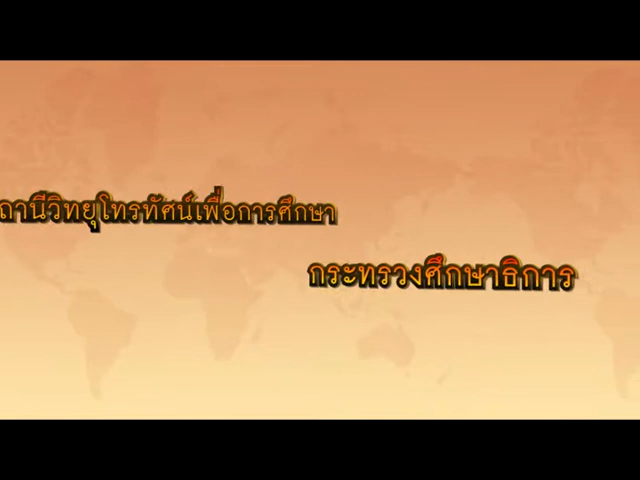 ถานีวิทยุโทรทัศน์เพื่อการศึกษา
กระทรวงศึกษาธิการ